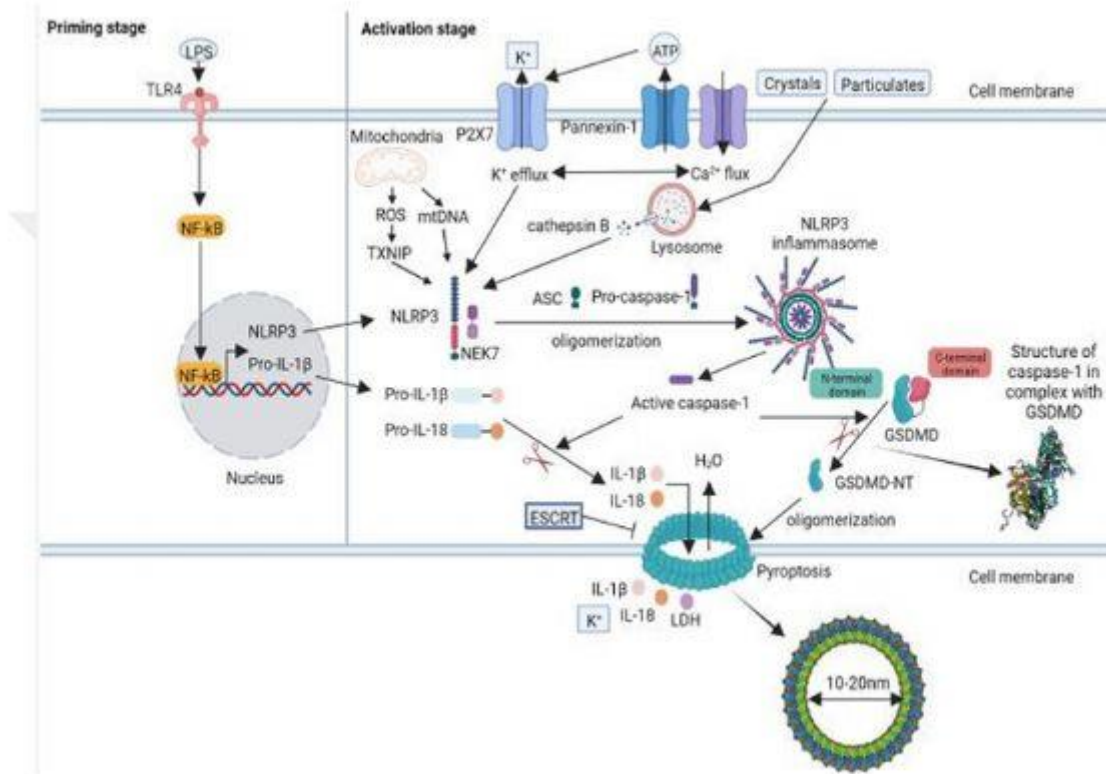 Priming stage
LPS
TLR4
NF-kB
NLRP3
Pro-IL-1β
NF-kB
Nucleus
Activation stage
K⁺
ATP
Crystals
Particulates
Cell membrane
P2X7
Pannexin-1
Mitochondria
K⁺ efflux
Ca²⁺ flux
ROS
mtDNA
cathepsin B
Lysosome
TXNIP
NLRP3
inflammasome
ASC
Pro-caspase-1
NLRP3
oligomerization
NEK7
N-terminal
domain
C-terminal
domain
Structure of
caspase-1 in
complex with
GSDMD
Pro-IL-1β
Active caspase-1
GSDMD
Pro-IL-18
H₂O
IL-1β
GSDMD-NT
IL-18
ESCRT
oligomerization
Pyroptosis
Cell membrane
IL-1β
K⁺
IL-18
LDH
10-20nm